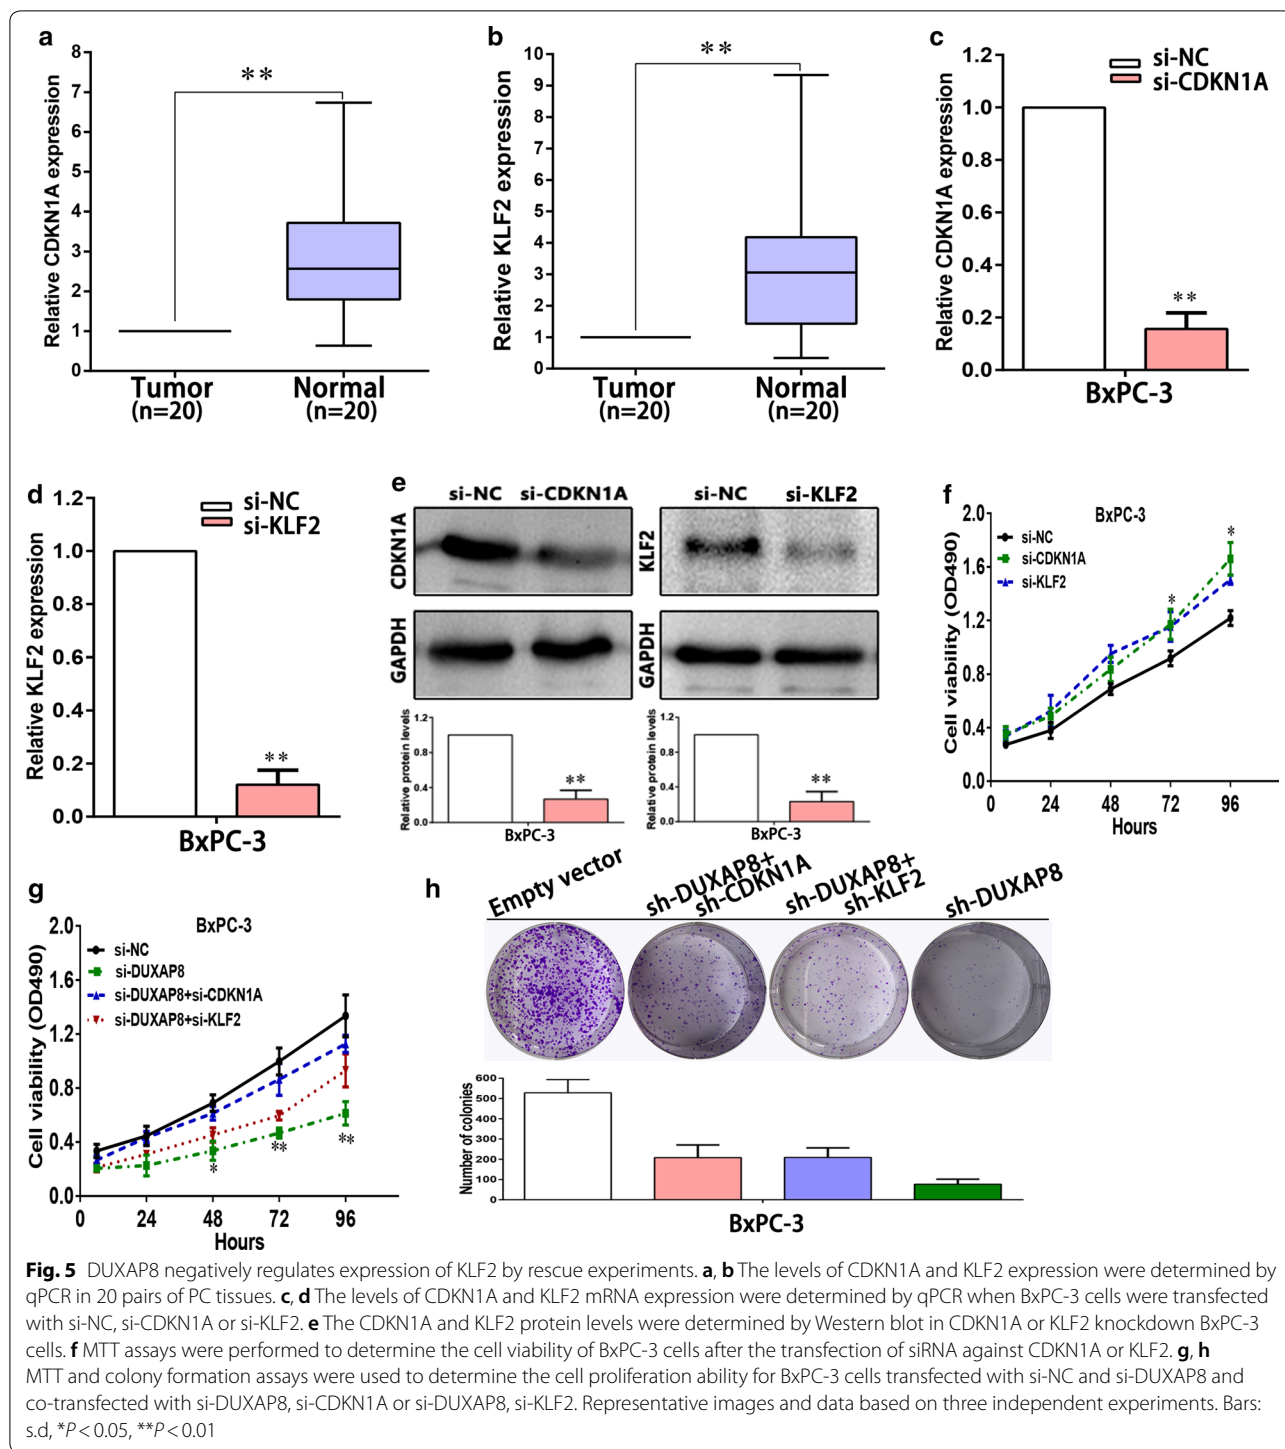 a
**
Relative CDKN1A expression
8
7
6
5
4
3
2
1
0
Tumor
(n=20)
Normal
(n=20)
b
**
Relative KLF2 expression
10
9
8
7
6
5
4
3
2
1
0
Tumor
(n=20)
Normal
(n=20)
c
si-NC
si-CDKN1A
Relative CDKN1A expression
1.2
1.0
0.8
0.6
0.4
0.2
0.0
**
BxPC-3
d
si-NC
si-KLF2
Relative KLF2 expression
1.2
1.0
0.8
0.6
0.4
0.2
0.0
**
BxPC-3
e
si-NC si-CDKN1A
CDKN1A
GAPDH
si-NC si-KLF2
KLF2
GAPDH
Relative protein levels
1.2
0.8
0.4
0.0
**
BxPC-3
Relative protein levels
1.2
0.8
0.4
0.0
**
BxPC-3
f
BxPC-3
si-NC
si-CDKN1A
si-KLF2
Cell viability (OD490)
2.0
1.6
1.2
0.8
0.4
0.0
*
*
0 24 48 72 96
Hours
g
BxPC-3
si-NC
si-DUXAP8
si-DUXAP8+si-CDKN1A
si-DUXAP8+si-KLF2
Cell viability (OD490)
2.0
1.6
1.2
0.8
0.4
0.0
*
**
**
0 24 48 72 96
Hours
h
Empty vector
sh-DUXAP8+
sh-CDKN1A
sh-DUXAP8+
sh-KLF2
sh-DUXAP8
Number of colonies
600
500
400
300
200
100
0
BxPC-3
Fig. 5 DUXAP8 negatively regulates expression of KLF2 by rescue experiments. a, b The levels of CDKN1A and KLF2 expression were determined by
qPCR in 20 pairs of PC tissues. c, d The levels of CDKN1A and KLF2 mRNA expression were determined by qPCR when BxPC-3 cells were transfected
with si-NC, si-CDKN1A or si-KLF2. e The CDKN1A and KLF2 protein levels were determined by Western blot in CDKN1A or KLF2 knockdown BxPC-3
cells. f MTT assays were performed to determine the cell viability of BxPC-3 cells after the transfection of siRNA against CDKN1A or KLF2. g, h
MTT and colony formation assays were used to determine the cell proliferation ability for BxPC-3 cells transfected with si-NC and si-DUXAP8 and
co-transfected with si-DUXAP8, si-CDKN1A or si-DUXAP8, si-KLF2. Representative images and data based on three independent experiments. Bars:
s.d, *P < 0.05, **P < 0.01